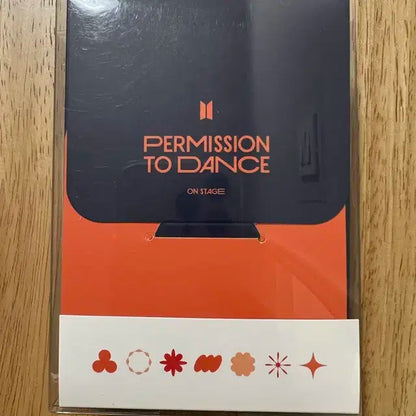 PERMISSION
TO DANCE
ON STAGE